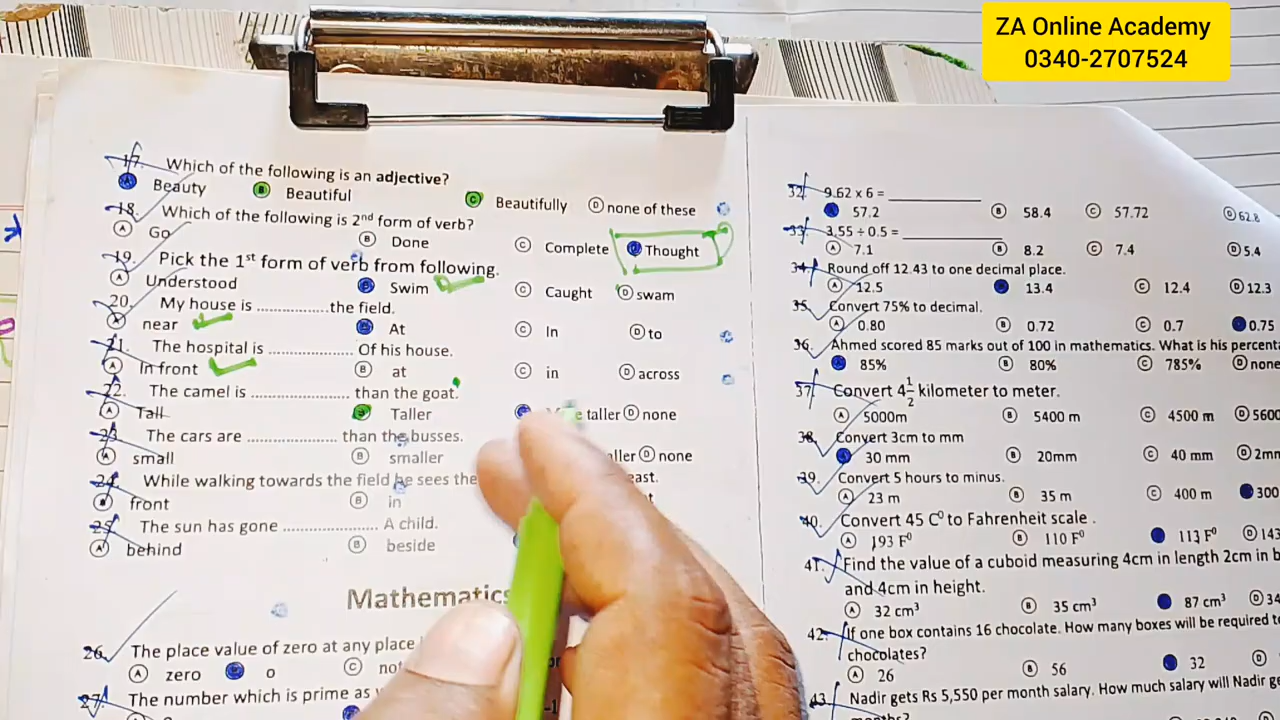 ZA Online Academy
0340-2707524
17. Which of the following is an adjective?
Beauty B Beautiful C Beautifully D none of these
18. Which of the following is 2nd form of verb?
A Go B Done C Complete Thought
19. Pick the 1st form of verb from following.
A Understood Swim C Caught D swam
20. My house is .................. the field.
A near At C In D to
21. The hospital is ..................... Of his house.
A In front B at C in D across
22. The camel is ...................... than the goat.
A Tall Taller taller D none
23. The cars are ...................... than the busses.
A small B smaller D none
24. While walking towards the field he sees the
front B in
25. The sun has gone ....................... A child.
A behind B beside
Mathematics
26. The place value of zero at any place
A zero o C
27. The number which is prime as
32. 9.62 x 6 = ______________
57.2 B 58.4 C 57.72 D 62.8
33. 3.55 ÷ 0.5 = ______________
A 7.1 B 8.2 C 7.4 D 5.4
34. Round off 12.43 to one decimal place.
A 12.5 13.4 C 12.4 D 12.3
35. Convert 75% to decimal.
A 0.80 B 0.72 C 0.7 0.75
36. Ahmed scored 85 marks out of 100 in mathematics. What is his
85% B 80% C 785% D none
37. Convert 4 1/2 kilometer to meter.
A 5000m B 5400 m C 4500 m D
38. Convert 3cm to mm
30 mm B 20mm C 40 mm D
39. Convert 5 hours to minus.
A 23 m B 35 m C 400 m 300
40. Convert 45 C⁰ to Fahrenheit scale .
A 193 F⁰ B 110 F⁰ 113 F⁰ D
41. Find the value of a cuboid measuring 4cm in length 2cm in
and 4cm in height.
A 32 cm³ B 35 cm³ 87 cm³ D
42. If one box contains 16 chocolate. How many boxes will be required
chocolates?
A 26 B 56 32 D
43. Nadir gets Rs 5,550 per month salary. How much salary will Nadir
months?